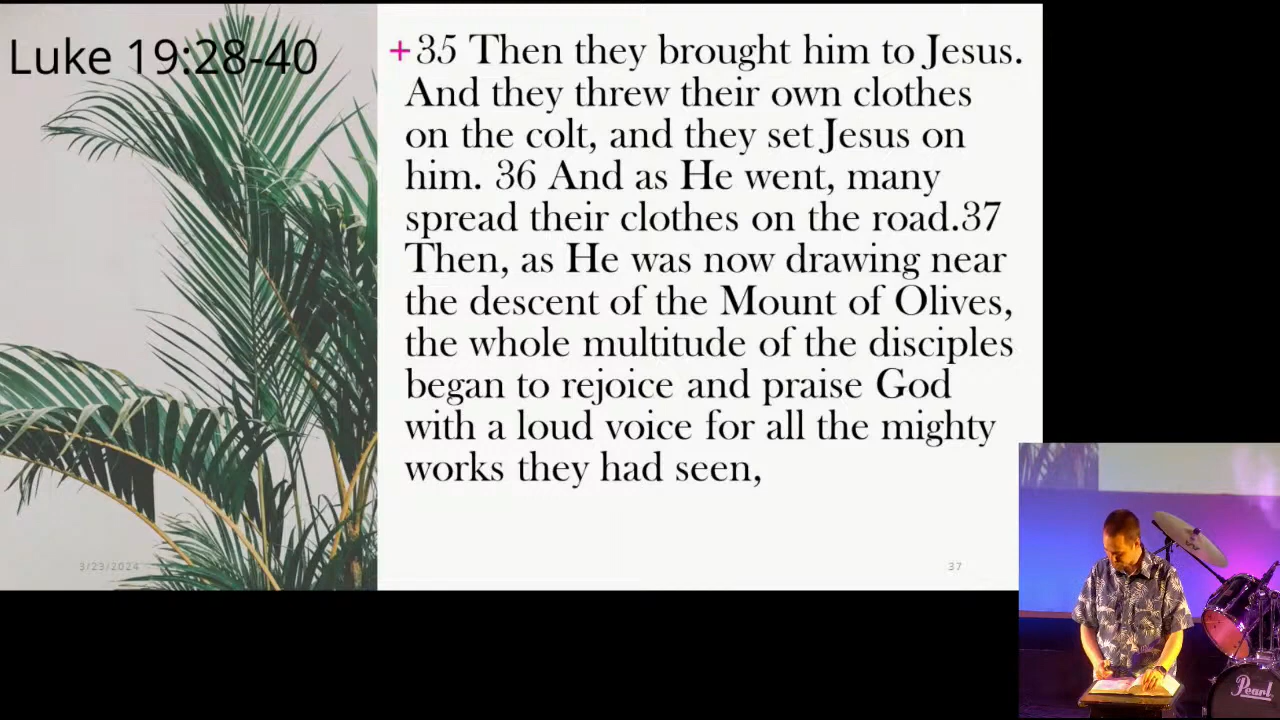 Luke 19:28-40
+35 Then they brought him to Jesus.
And they threw their own clothes
on the colt, and they set Jesus on
him. 36 And as He went, many
spread their clothes on the road.37
Then, as He was now drawing near
the descent of the Mount of Olives,
the whole multitude of the disciples
began to rejoice and praise God
with a loud voice for all the mighty
works they had seen,
3/23/2024
37
Pearl